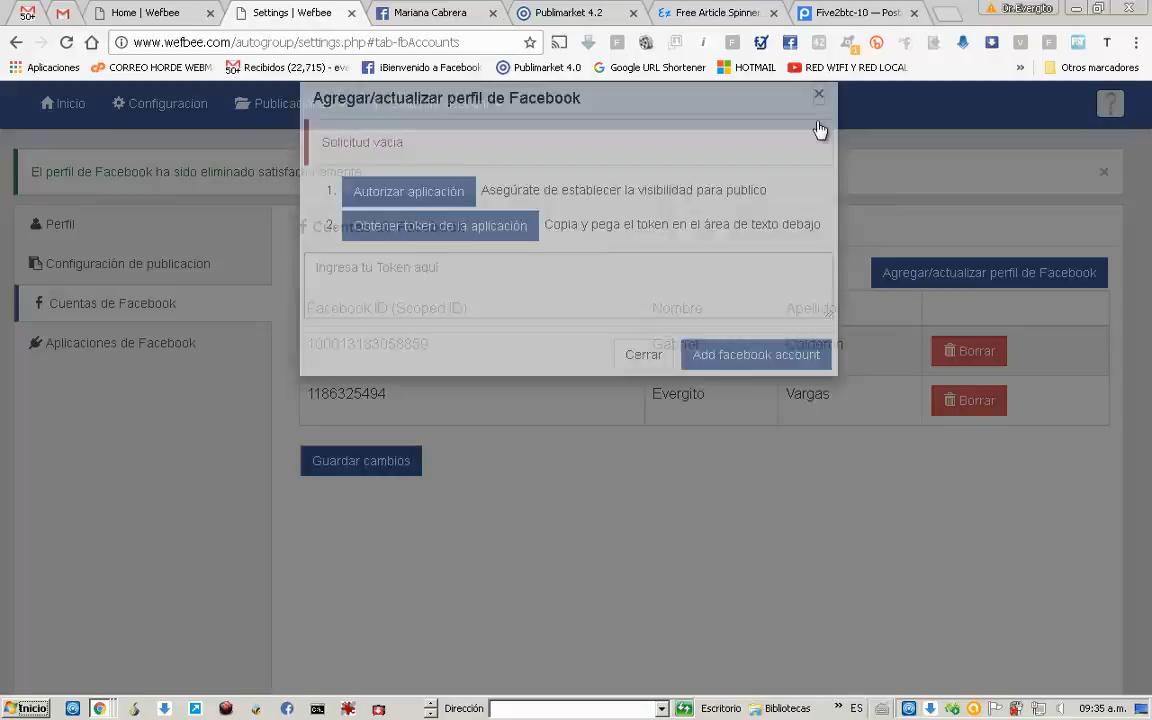 50+
Home | Wefbee
Settings | Wefbee
Mariana Cabrera
Publimarket 4.2
Free Article Spinner
Five2btc-10 — Post
Dr.Evergito
www.wefbee.com/autogroup/settings.php#tab-fbAccounts
Aplicaciones
CORREO HORDE WEBM
50+ Recibidos (22,715) - eve
¡Bienvenido a Facebook
Publimarket 4.0
Google URL Shortener
HOTMAIL
RED WIFI Y RED LOCAL
»
Otros marcadores
Inicio
Configuracion
Publica
Agregar/actualizar perfil de Facebook
×
Solicitud vacía
El perfil de Facebook ha sido eliminado satisfactoriamente
×
1. Autorizar aplicación Asegúrate de establecer la visibilidad para publico
2. Obtener token de la aplicación Copia y pega el token en el área de texto debajo
Perfil
Configuración de publicacion
Cuentas de Facebook
Aplicaciones de Facebook
Ingresa tu Token aquí
Agregar/actualizar perfil de Facebook
Facebook ID (Scoped ID) Nombre Apellido
100013183058859 Gabriel Calderon Borrar
Cerrar
Add facebook account
1186325494 Evergito Vargas Borrar
Guardar cambios
Inicio
Dirección
Escritorio
Bibliotecas
»
ES
09:35 a.m.